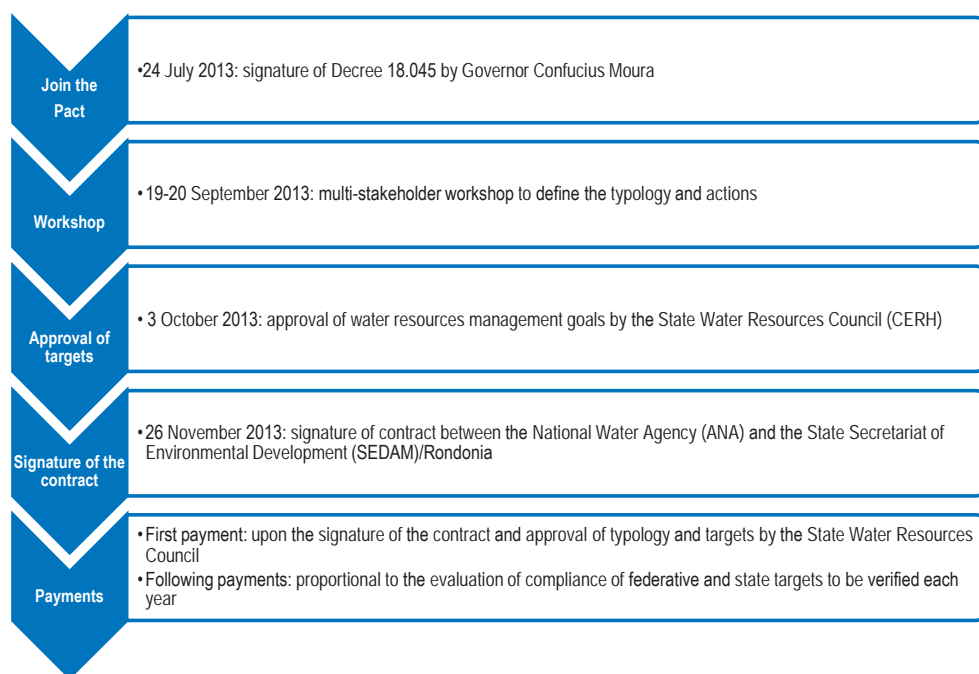 Join the
Pact
•24 July 2013: signature of Decree 18.045 by Governor Confucius Moura
Workshop
• 19-20 September 2013: multi-stakeholder workshop to define the typology and actions
Approval of
targets
• 3 October 2013: approval of water resources management goals by the State Water Resources Council (CERH)
Signature of the
contract
• 26 November 2013: signature of contract between the National Water Agency (ANA) and the State Secretariat of
Environmental Development (SEDAM)/Rondonia
Payments
• First payment: upon the signature of the contract and approval of typology and targets by the State Water Resources
Council
• Following payments: proportional to the evaluation of compliance of federative and state targets to be verified each
year